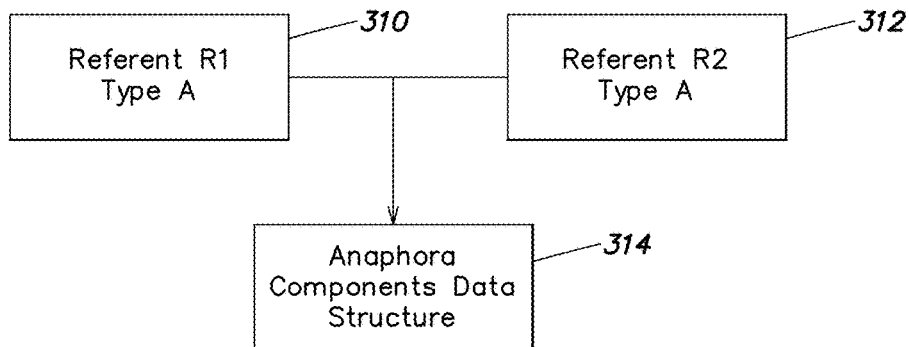 310
312
Referent R1
Type A
Referent R2
Type A
314
Anaphora
Components Data
Structure